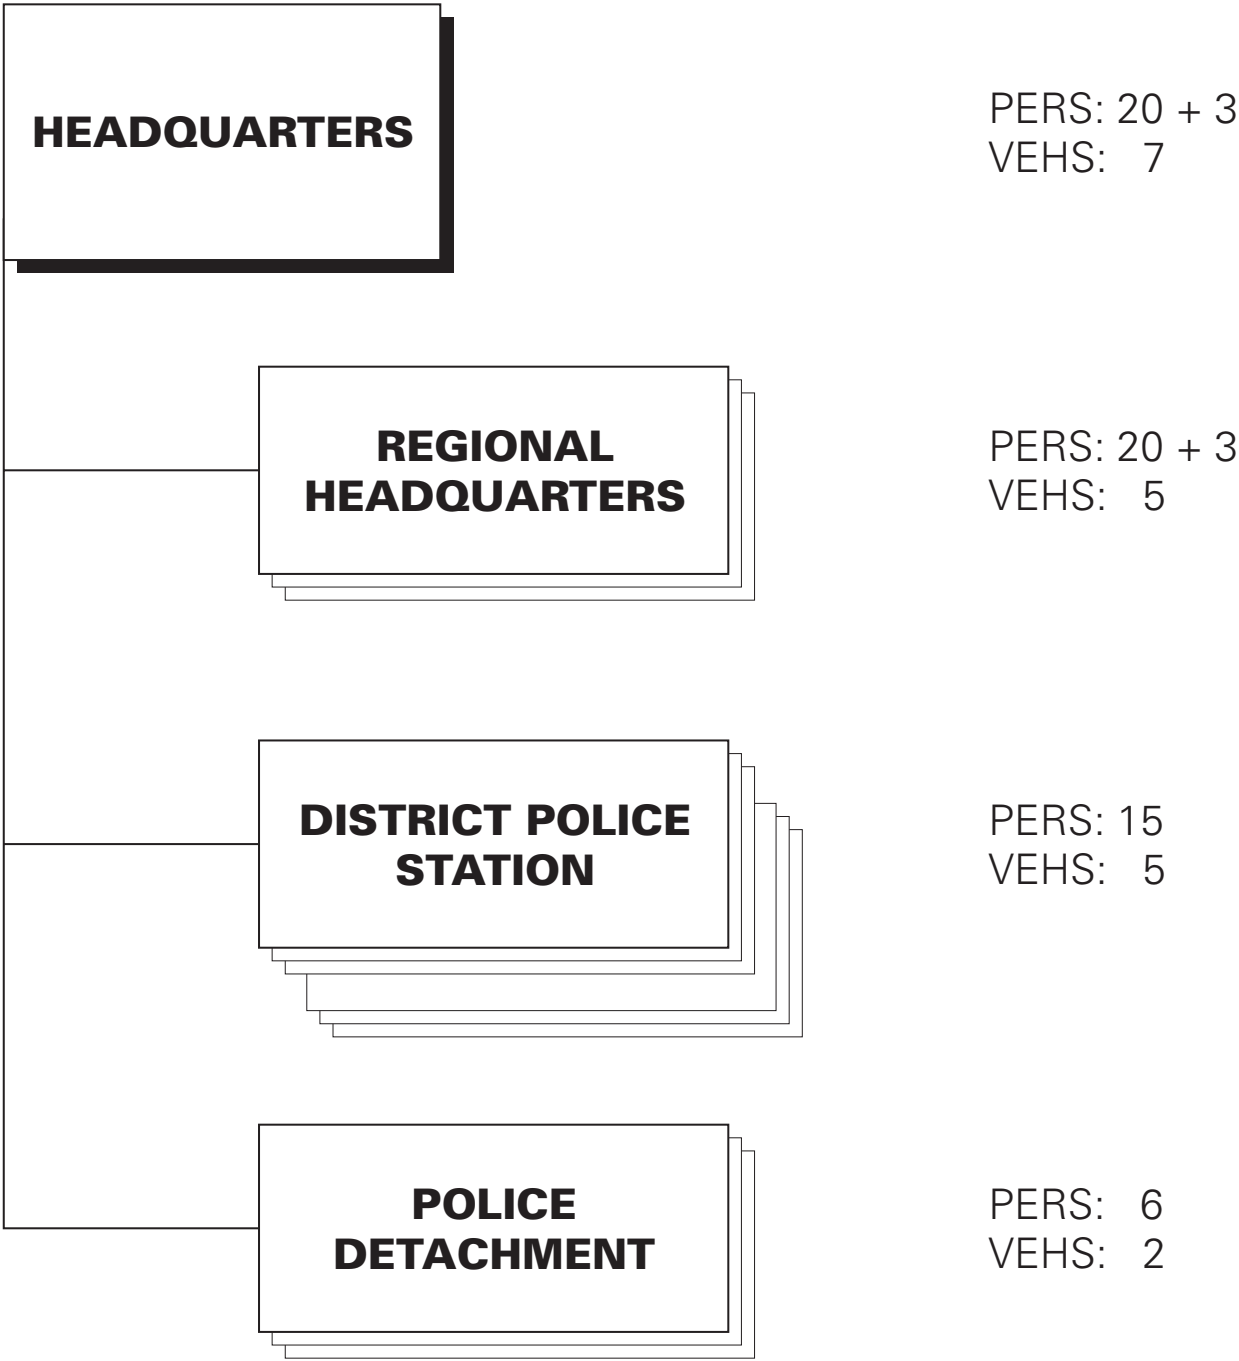 HEADQUARTERS
PERS: 20 + 3
VEHS: 7
REGIONAL
HEADQUARTERS
PERS: 20 + 3
VEHS: 5
DISTRICT POLICE
STATION
PERS: 15
VEHS: 5
POLICE
DETACHMENT
PERS: 6
VEHS: 2